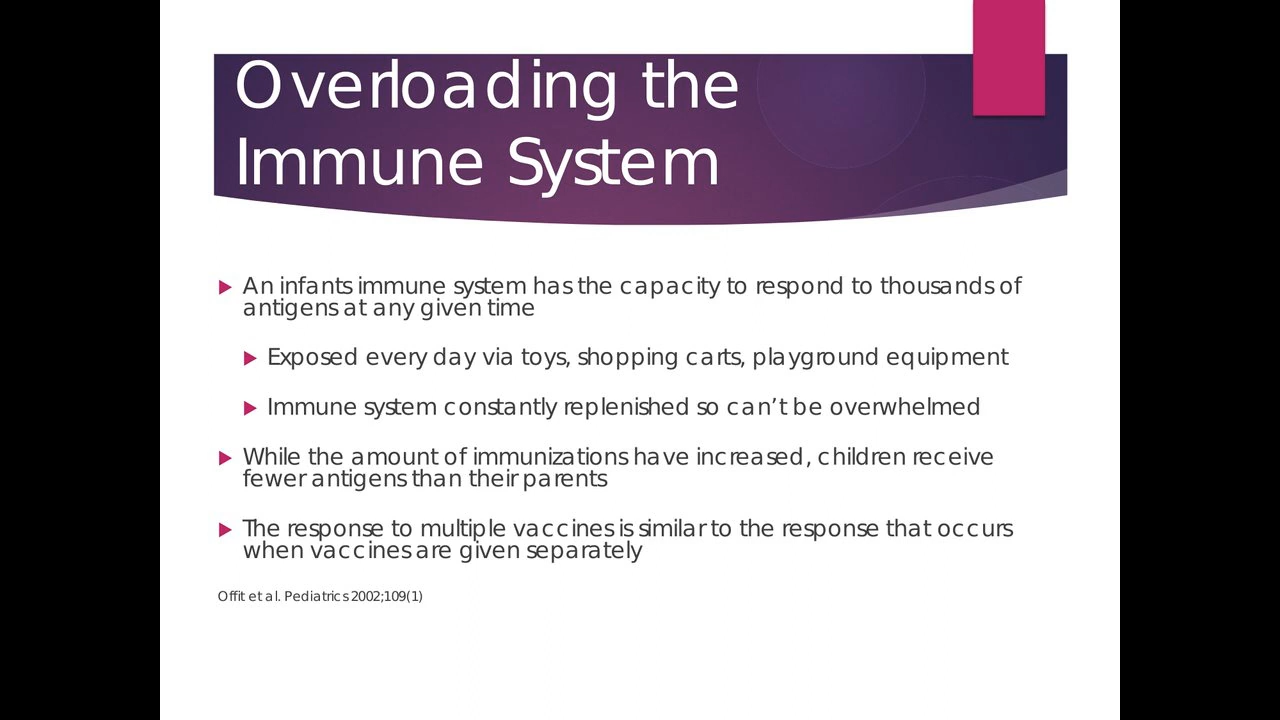 Overloading the
Immune System
An infants immune system has the capacity to respond to thousands of
antigens at any given time
Exposed every day via toys, shopping carts, playground equipment
Immune system constantly replenished so can’t be overwhelmed
While the amount of immunizations have increased, children receive
fewer antigens than their parents
The response to multiple vaccines is similar to the response that occurs
when vaccines are given separately
Offit et al. Pediatrics 2002;109(1)